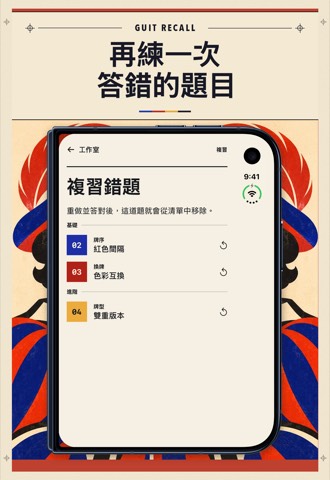 GUIT RECALL
再練一次
答錯的題目
← 工作室
複習
9:41
複習錯題
重做並答對後，這道題就會從清單中移除。
基礎
02
牌序
紅色間隔
03
換牌
色彩互換
進階
04
牌型
雙重版本